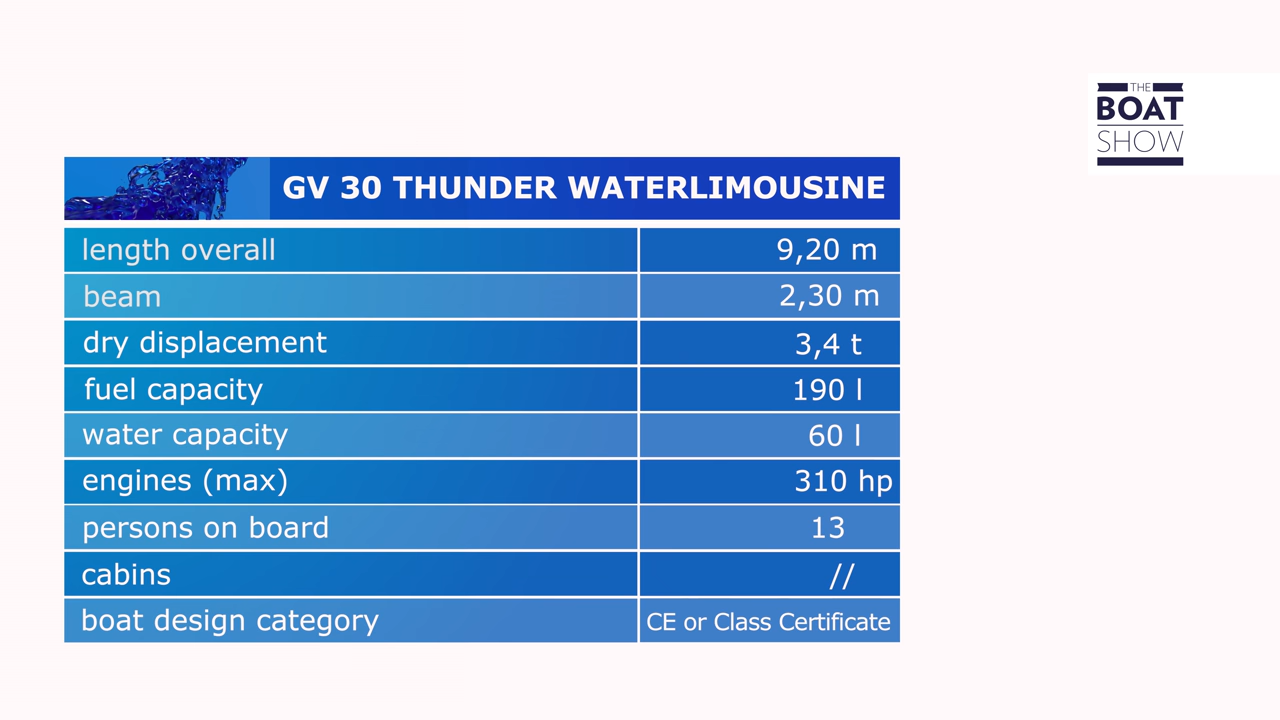 THE
BOAT
SHOW
GV 30 THUNDER WATERLIMOUSINE
length overall 9,20 m
beam 2,30 m
dry displacement 3,4 t
fuel capacity 190 l
water capacity 60 l
engines (max) 310 hp
persons on board 13
cabins //
boat design category CE or Class Certificate